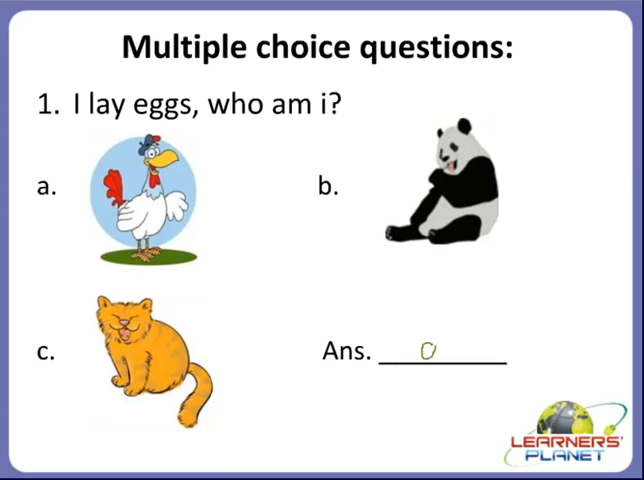 Multiple choice questions:
1. I lay eggs, who am i?
a.
b.
c.
Ans. ________
LEARNERS'
PLANET